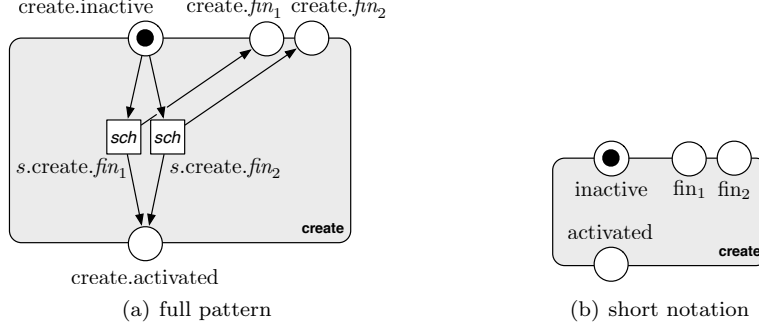 create.inactive create.fin₁ create.fin₂
sch sch
s.create.fin₁ s.create.fin₂
create
create.activated
(a) full pattern
inactive fin₁ fin₂
activated
create
(b) short notation